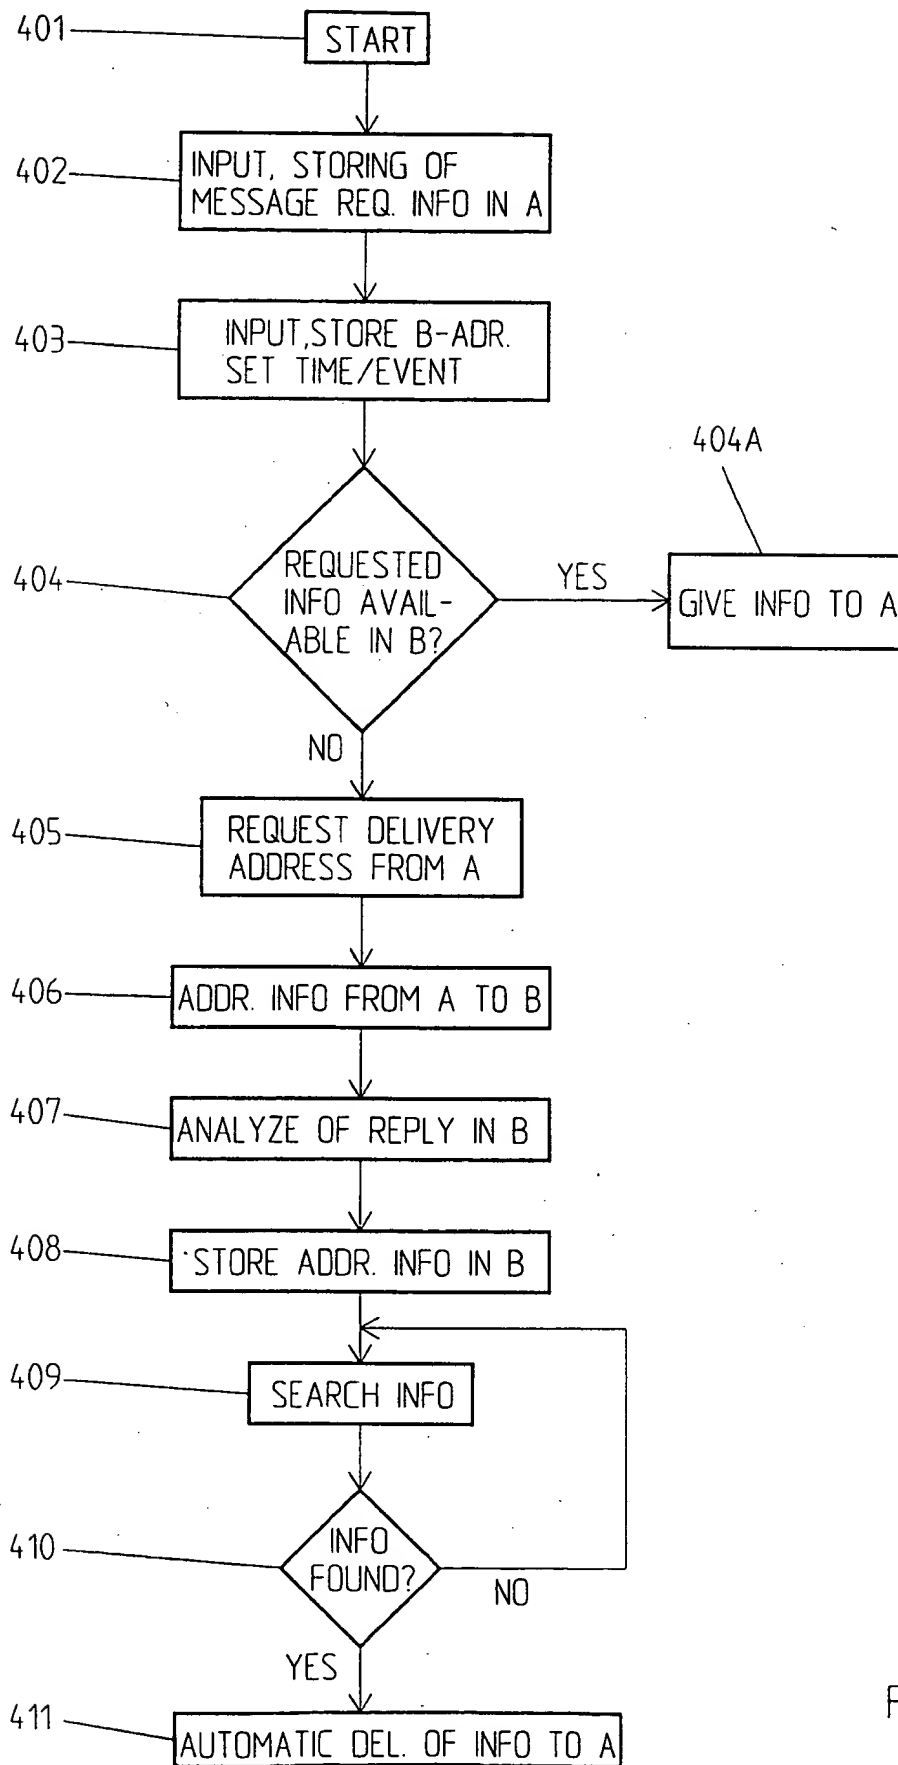 401
START
402
INPUT, STORING OF
MESSAGE REQ. INFO IN A
403
INPUT,STORE B-ADR.
SET TIME/EVENT
404A
404
REQUESTED
INFO AVAIL-
ABLE IN B?
YES
GIVE INFO TO A
NO
405
REQUEST DELIVERY
ADDRESS FROM A
406
ADDR. INFO FROM A TO B
407
ANALYZE OF REPLY IN B
408
STORE ADDR. INFO IN B
409
SEARCH INFO
410
INFO
FOUND?
NO
YES
411
AUTOMATIC DEL. OF INFO TO A